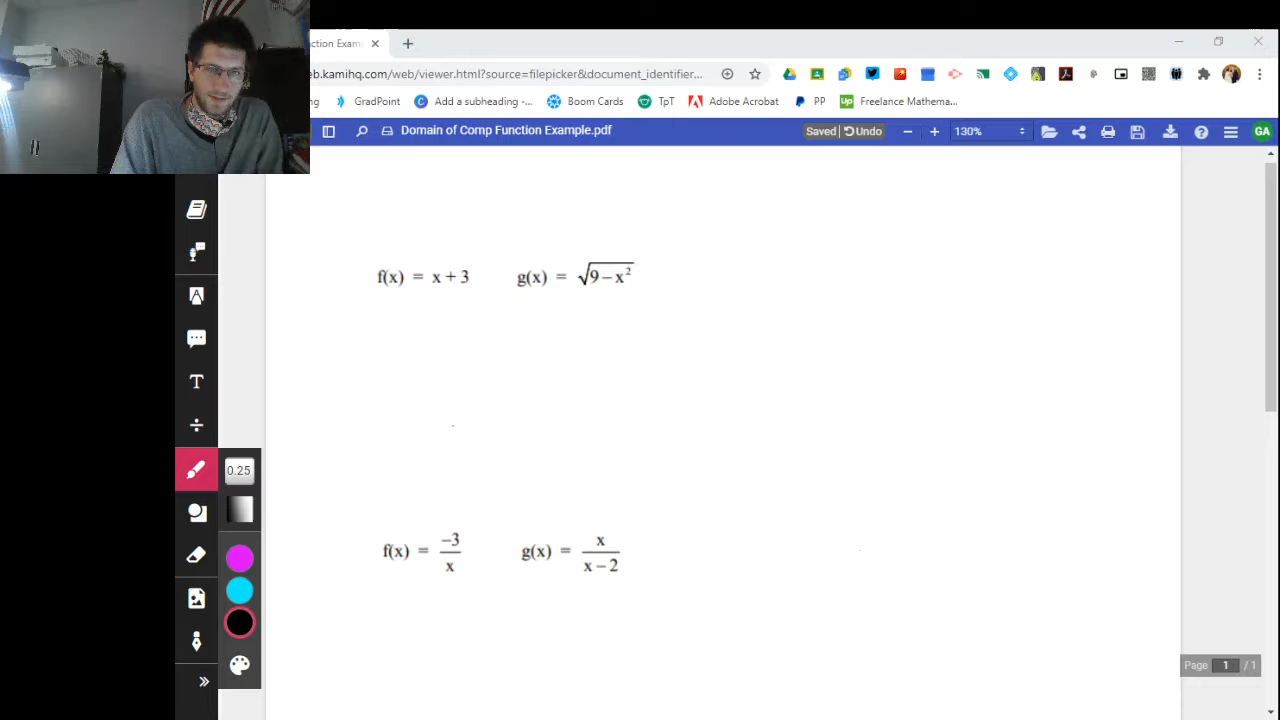 ction Exam
eb.kamihq.com/web/viewer.html?source=filepicker&document_identifier...
ng GradPoint Add a subheading -... Boom Cards TpT Adobe Acrobat PP Up Freelance Mathema...
Domain of Comp Function Example.pdf Saved Undo 130% GA
f(x) = x + 3 g(x) = √9 − x²
T
0.25
f(x) = −3/x g(x) = x/x − 2
Page 1 / 1